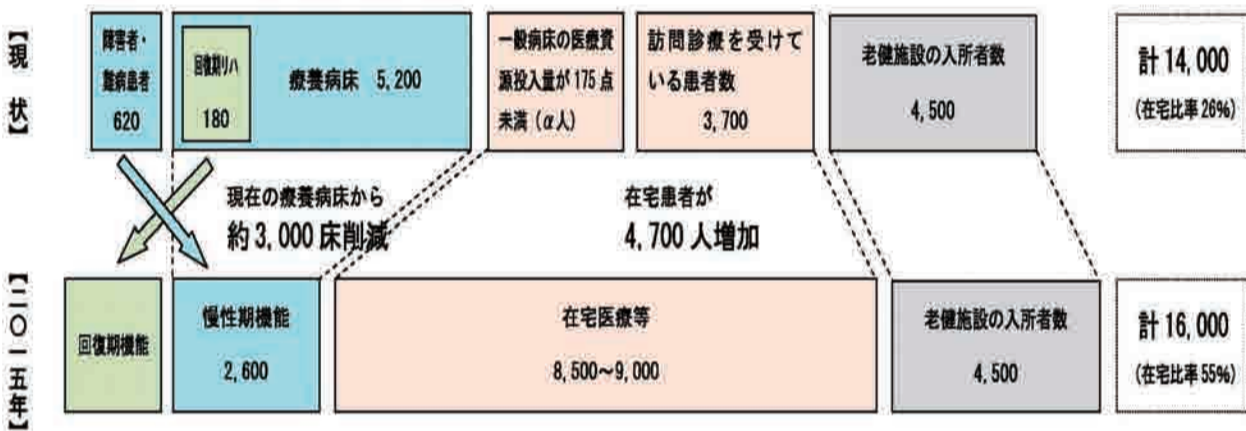 【現状】
障害者・
難病患者
620
回復期リハ
180
療養病床 5,200
一般病床の医療資
源投入量が175点
未満(α人)
訪問診療を受けて
いる患者数
3,700
老健施設の入所者数
4,500
計14,000
(在宅比率26%)
現在の療養病床から
約3,000床削減
在宅患者が
4,700人増加
【二〇一五年】
回復期機能
慢性期機能
2,600
在宅医療等
8,500~9,000
老健施設の入所者数
4,500
計16,000
(在宅比率55%)